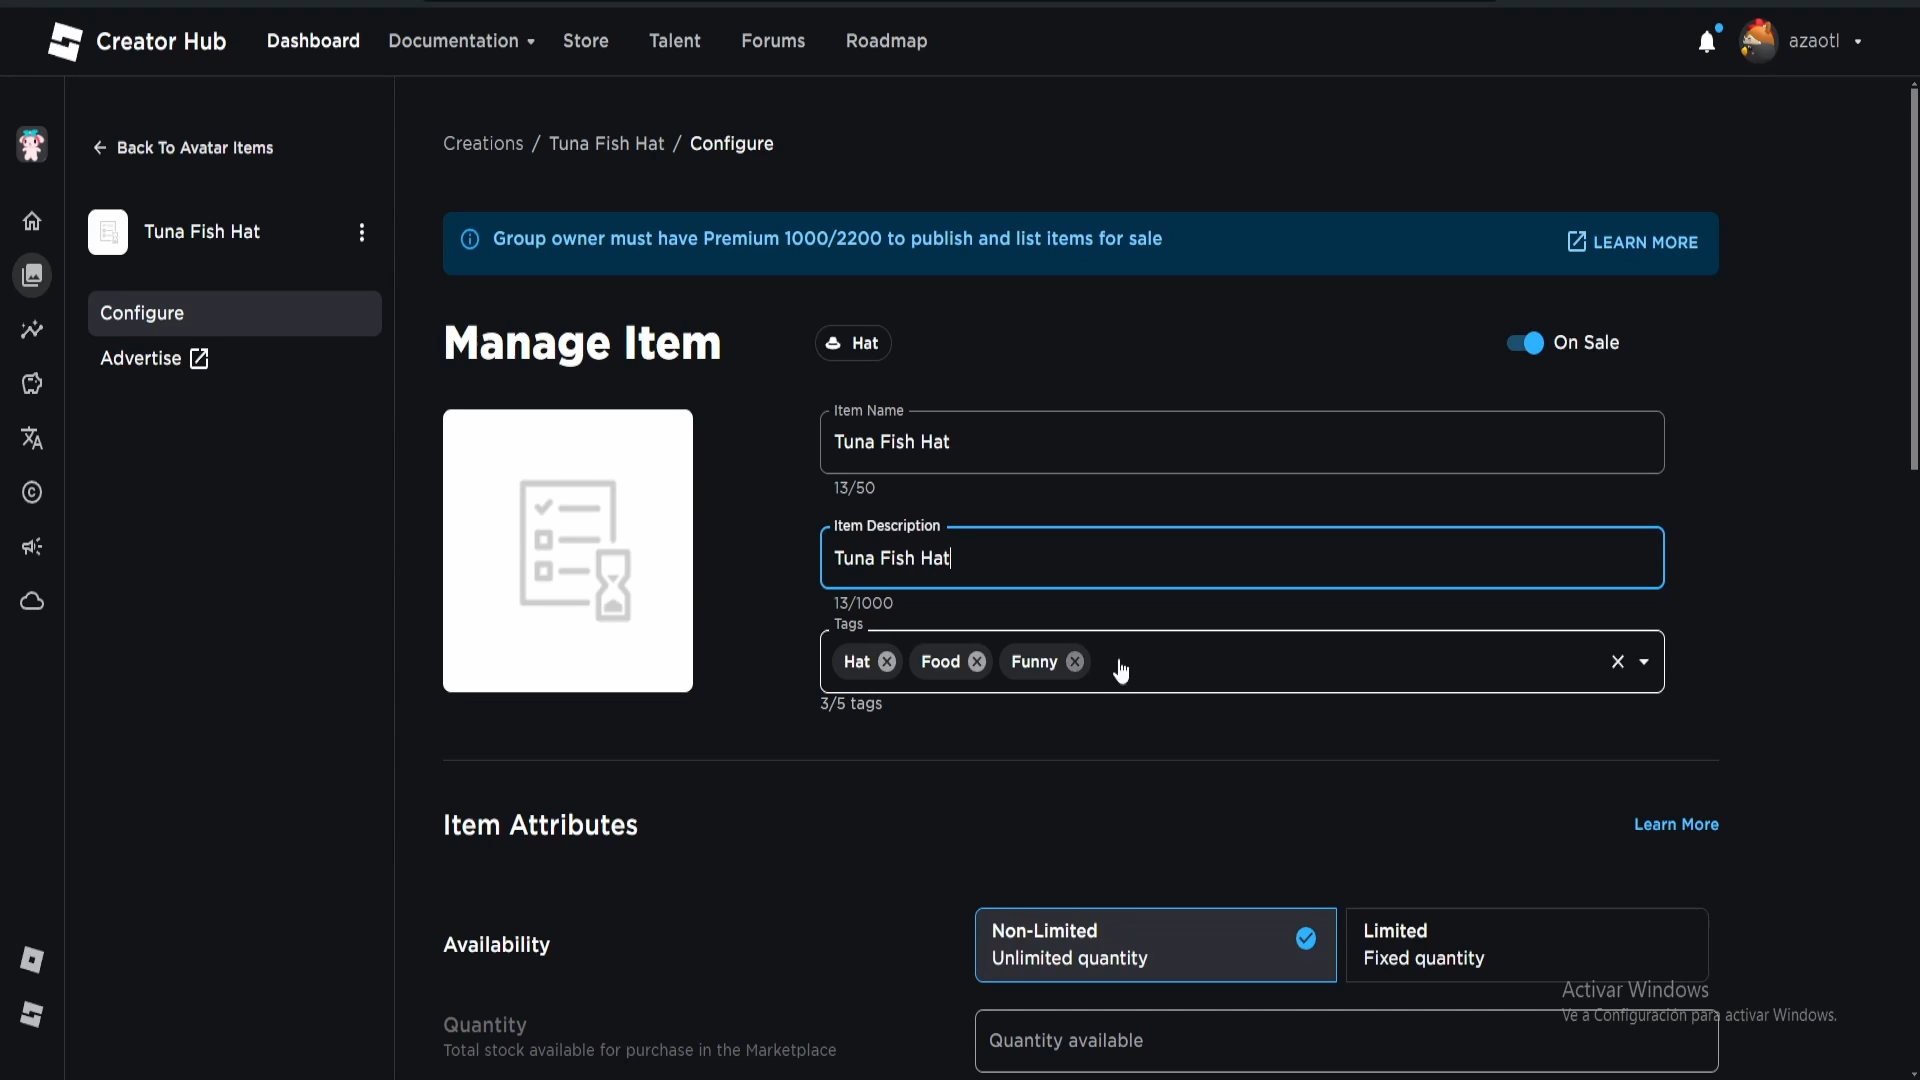 Creator Hub
Dashboard
Documentation
Store
Talent
Forums
Roadmap
azaotl
Back To Avatar Items
Tuna Fish Hat
Configure
Advertise
Creations / Tuna Fish Hat / Configure
Group owner must have Premium 1000/2200 to publish and list items for sale
LEARN MORE
Manage Item
Hat
On Sale
Item Name
Tuna Fish Hat
13/50
Item Description
Tuna Fish Hat
13/1000
Tags
Hat
Food
Funny
3/5 tags
Item Attributes
Learn More
Availability
Non-Limited
Unlimited quantity
Limited
Fixed quantity
Activar Windows
Ve a Configuración para activar Windows.
Quantity
Total stock available for purchase in the Marketplace
Quantity available